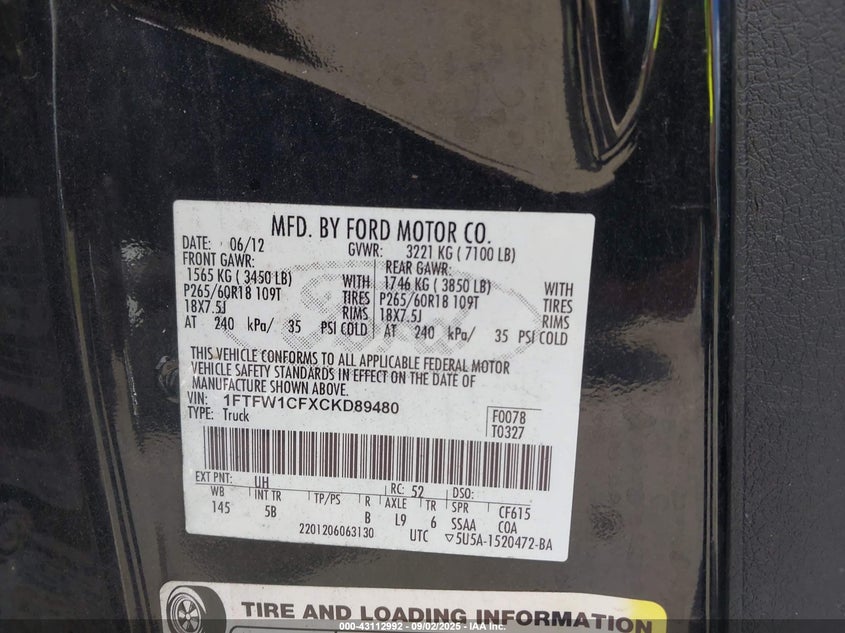 MFD. BY FORD MOTOR CO.
DATE: 06/12 GVWR: 3221 KG ( 7100 LB)
FRONT GAWR: REAR GAWR:
1565 KG ( 3450 LB) WITH 1746 KG ( 3850 LB) WITH
P265/60R18 109T TIRES P265/60R18 109T TIRES
18X7.5J RIMS 18X7.5J RIMS
AT 240 kPa/ 35 PSI COLD AT 240 kPa/ 35 PSI COLD
THIS VEHICLE CONFORMS TO ALL APPLICABLE FEDERAL MOTOR
VEHICLE SAFETY STANDARDS IN EFFECT ON THE DATE OF
MANUFACTURE SHOWN ABOVE.
VIN: 1FTFW1CFXCKD89480
TYPE: Truck
F0078
T0327
EXT PNT: UH RC: 52 DSO:
WB INT TR TP/PS R AXLE TR SPR CF615
145 5B B L9 6 SSAA COA
2201206063130 UTC ▽5U5A-1520472-BA
TIRE AND LOADING INFORMATION
000-43112992 - 09/02/2025 - IAA Inc.